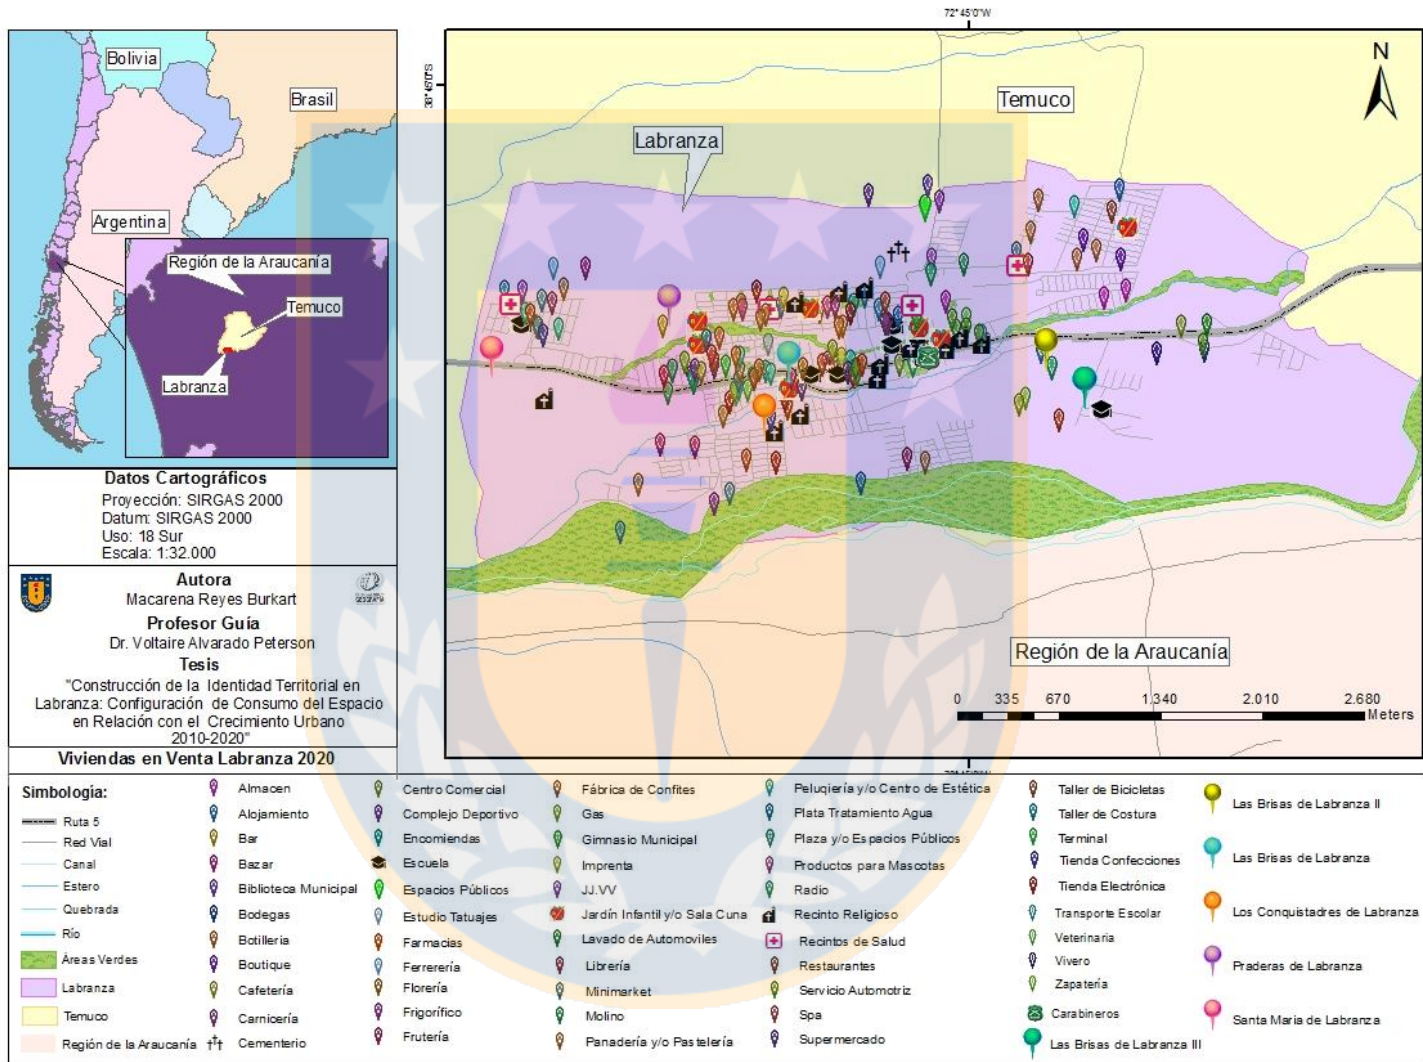 72°45'0"W
38°46'0"S
Bolivia
Brasil
Argentina
Región de la Araucanía
Temuco
Labranza
N
Temuco
Labranza
Región de la Araucanía
0 335 670 1.340 2.010 2.680
Meters
Datos Cartográficos
Proyección: SIRGAS 2000
Datum: SIRGAS 2000
Uso: 18 Sur
Escala: 1:32.000
Autora
Macarena Reyes Burkart
Profesor Guía
Dr. Voltaire Alvarado Peterson
Tesis
"Construcción de la Identidad Territorial en
Labranza: Configuración de Consumo del Espacio
en Relación con el Crecimiento Urbano
2010-2020"
Viviendas en Venta Labranza 2020
Simbología:
Ruta 5
Red Vial
Canal
Estero
Quebrada
Río
Áreas Verdes
Labranza
Temuco
Región de la Araucanía
Almacen
Alojamiento
Bar
Bazar
Biblioteca Municipal
Bodegas
Botilleria
Boutique
Cafetería
Carnicería
Cementerio
Centro Comercial
Complejo Deportivo
Encomiendas
Escuela
Espacios Públicos
Estudio Tatuajes
Farmacias
Ferrerería
Florería
Frigorífico
Frutería
Fábrica de Confites
Gas
Gimnasio Municipal
Imprenta
JJ.VV
Jardín Infantil y/o Sala Cuna
Lavado de Automoviles
Librería
Minimarket
Molino
Panadería y/o Pastelería
Peluqiería y/o Centro de Estética
Plata Tratamiento Agua
Plaza y/o Espacios Públicos
Productos para Mascotas
Radio
Recinto Religioso
Recintos de Salud
Restaurantes
Servicio Automotriz
Spa
Supermercado
Taller de Bicicletas
Taller de Costura
Terminal
Tienda Confecciones
Tienda Electrónica
Transporte Escolar
Veterinaria
Vivero
Zapatería
Carabineros
Las Brisas de Labranza III
Las Brisas de Labranza II
Las Brisas de Labranza
Los Conquistadres de Labranza
Praderas de Labranza
Santa Maria de Labranza